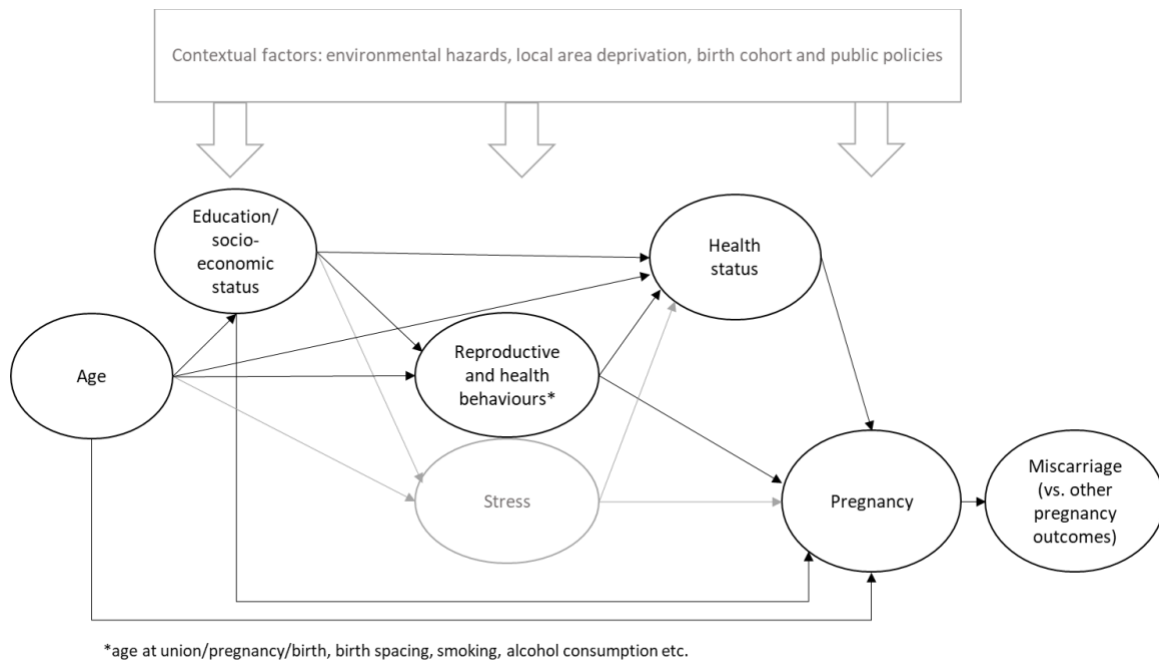 Contextual factors: environmental hazards, local area deprivation, birth cohort and public policies
Education/
socio-
economic
status
Health
status
Age
Reproductive
and health
behaviours*
Stress
Pregnancy
Miscarriage
(vs. other
pregnancy
outcomes)
*age at union/pregnancy/birth, birth spacing, smoking, alcohol consumption etc.